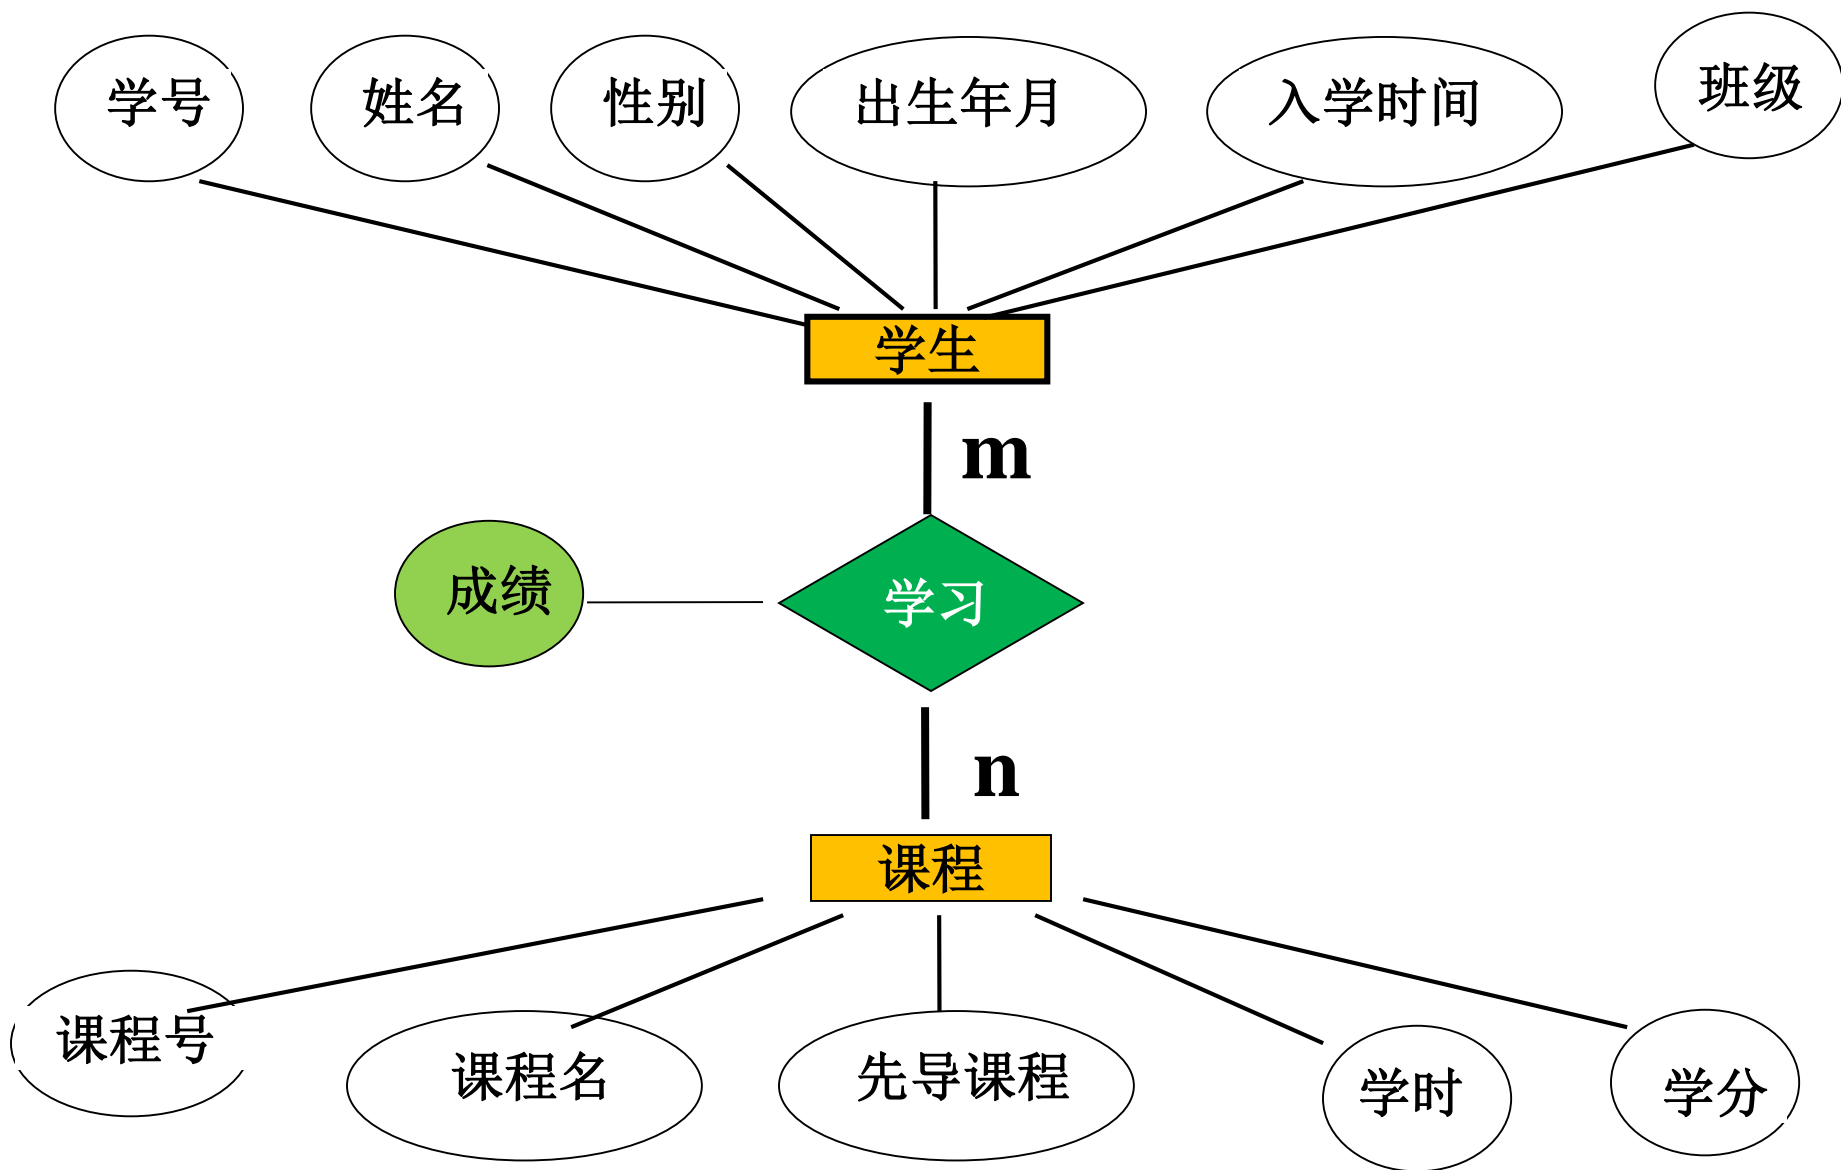 学号
姓名
性别
出生年月
入学时间
班级
学生
m
成绩
学习
n
课程
课程号
课程名
先导课程
学时
学分